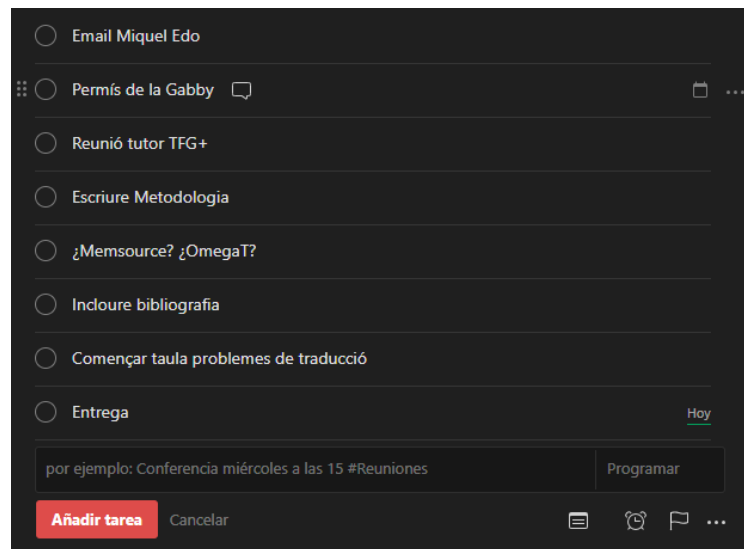 Email Miquel Edo
Permís de la Gabby
Reunió tutor TFG+
Escriure Metodologia
¿Memsource? ¿OmegaT?
Incloure bibliografia
Començar taula problemes de traducció
Entrega Hoy
por ejemplo: Conferencia miércoles a las 15 #Reuniones Programar
Añadir tarea Cancelar